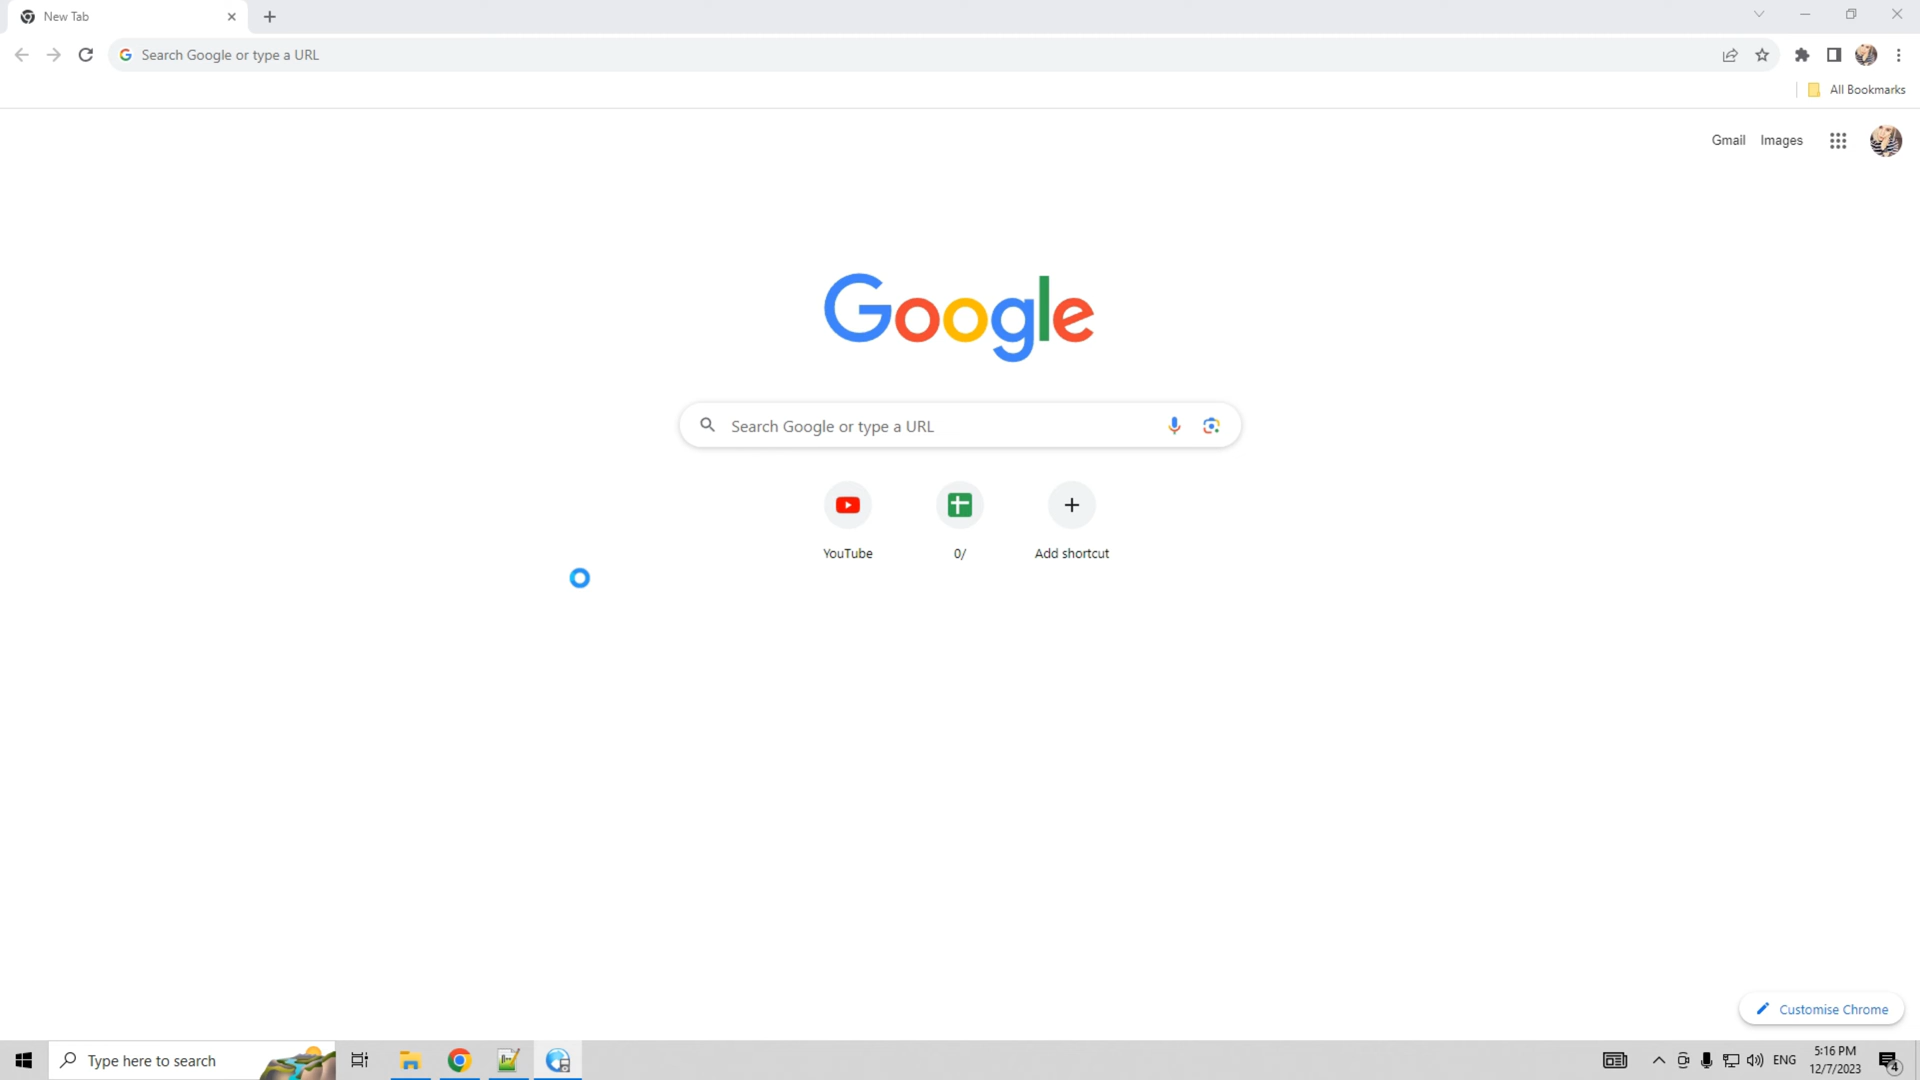 New Tab
Search Google or type a URL
All Bookmarks
Gmail Images
Google
Search Google or type a URL
YouTube
0/
Add shortcut
Customise Chrome
Type here to search
ENG
5:16 PM
12/7/2023
4